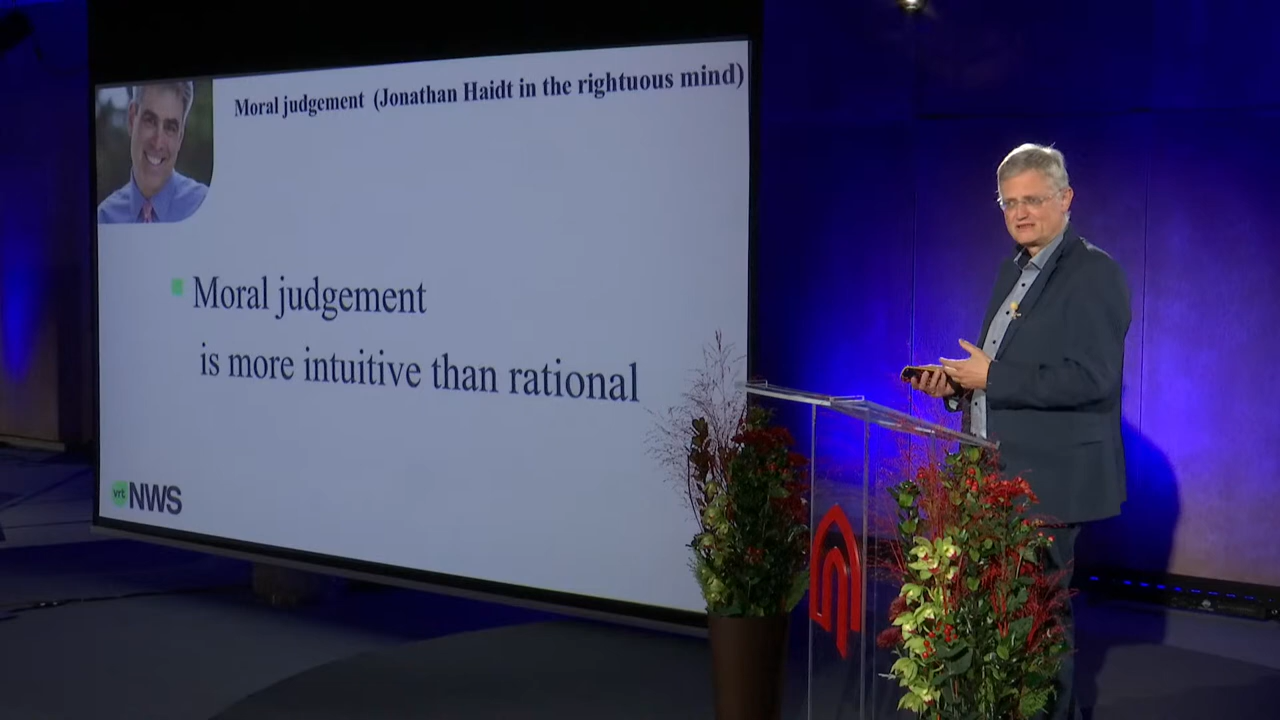 Moral judgement (Jonathan Haidt in the rightuous mind)
Moral judgement
is more intuitive than rational
vrt NWS